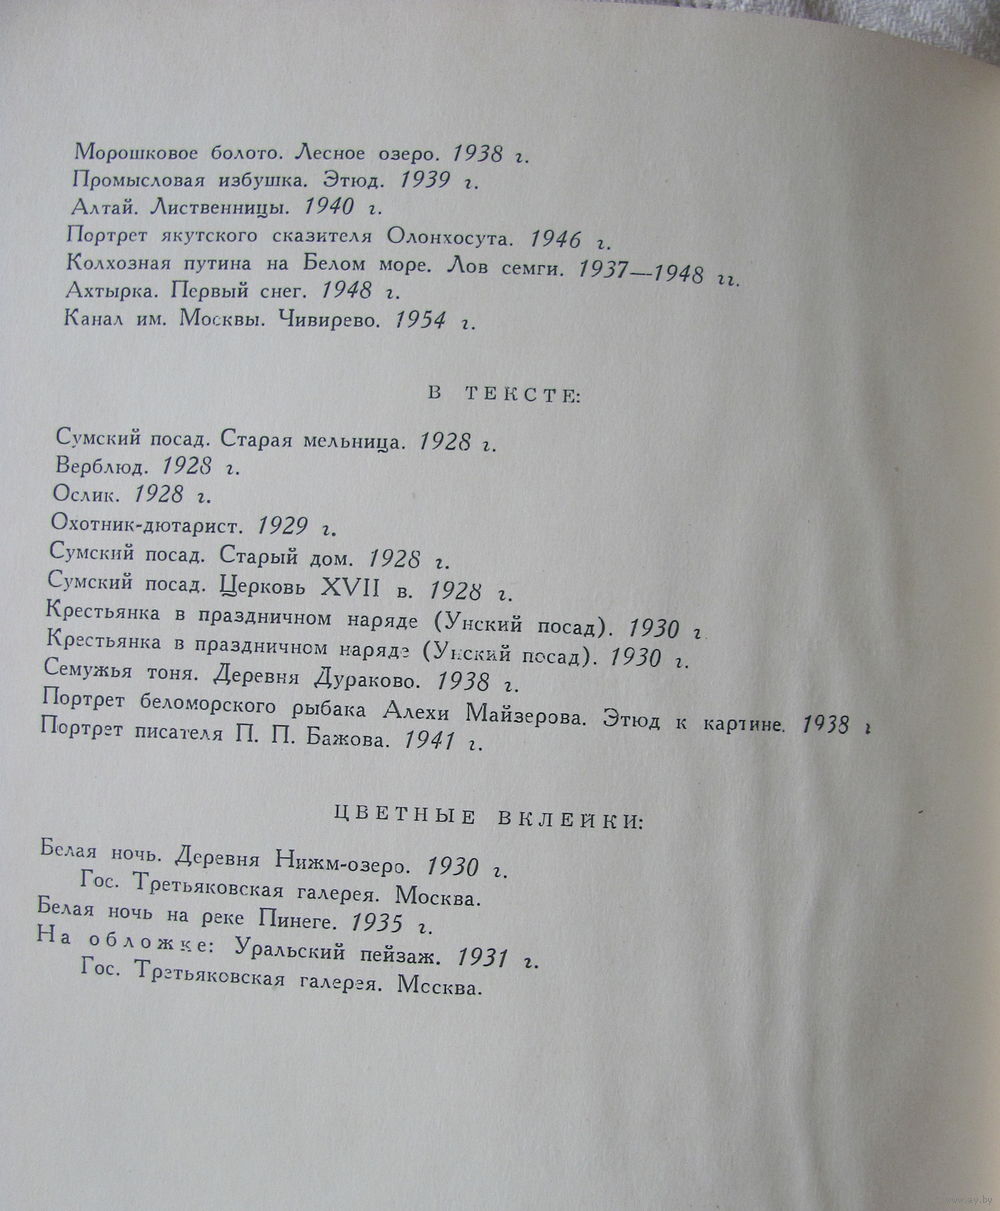 Морошковое болото. Лесное озеро. 1938 г.
Промысловая избушка. Этюд. 1939 г.
Алтай. Лиственницы. 1940 г.
Портрет якутского сказителя Олонхосута. 1946 г.
Колхозная путина на Белом море. Лов семги. 1937—1948 гг.
Ахтырка. Первый снег. 1948 г.
Канал им. Москвы. Чивирево. 1954 г.
В ТЕКСТЕ:
Сумский посад. Старая мельница. 1928 г.
Верблюд. 1928 г.
Ослик. 1928 г.
Охотник-дютарист. 1929 г.
Сумский посад. Старый дом. 1928 г.
Сумский посад. Церковь XVII в. 1928 г.
Крестьянка в праздничном наряде (Унский посад). 1930 г.
Крестьянка в праздничном наряде (Унский посад). 1930 г.
Семужья тоня. Деревня Дураково. 1938 г.
Портрет беломорского рыбака Алехи Майзерова. Этюд к картине. 1938 г
Портрет писателя П. П. Бажова. 1941 г.
ЦВЕТНЫЕ ВКЛЕЙКИ:
Белая ночь. Деревня Нижм-озеро. 1930 г.
Гос. Третьяковская галерея. Москва.
Белая ночь на реке Пинеге. 1935 г.
На обложке: Уральский пейзаж. 1931 г.
Гос. Третьяковская галерея. Москва.
www.ay.by